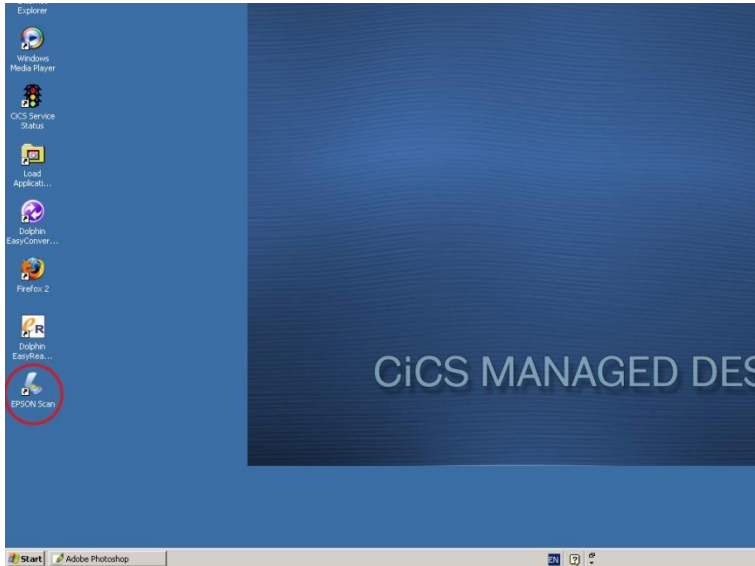 Explorer
Windows
Media Player
CiCS Service
Status
Load
Applicati...
Dolphin
EasyConver...
Firefox 2
R
Dolphin
EasyRea...
EPSON Scan
CiCS MANAGED DES
Start
Adobe Photoshop
EN
?